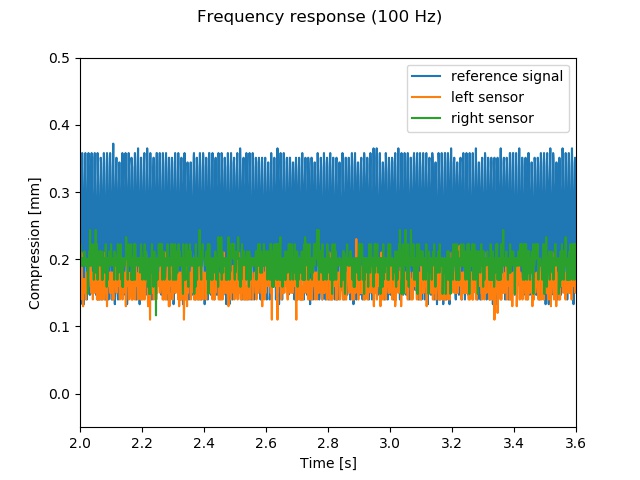 Frequency response (100 Hz)
0.5
reference signal
left sensor
right sensor
0.4
0.3
0.2
0.1
0.0
Compression [mm]
2.0 2.2 2.4 2.6 2.8 3.0 3.2 3.4 3.6
Time [s]